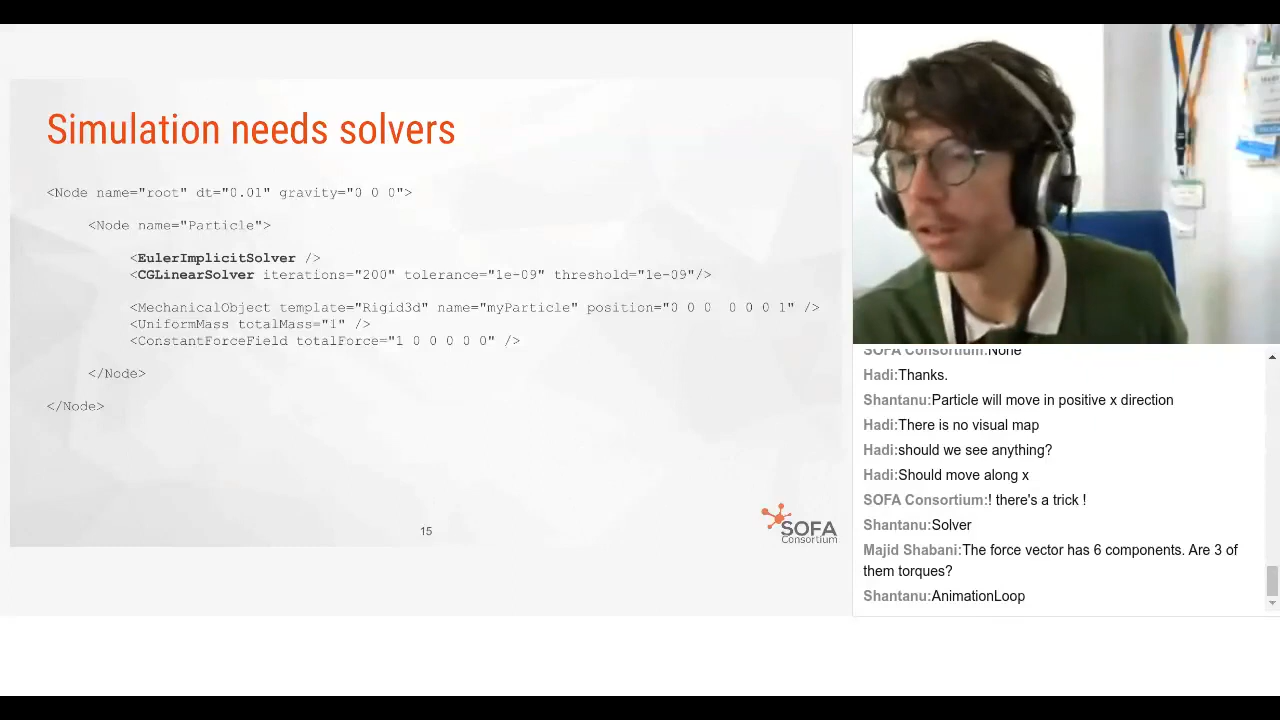 Simulation needs solvers
<Node name="root" dt="0.01" gravity="0 0 0">
<Node name="Particle">
<EulerImplicitSolver />
<CGLinearSolver iterations="200" tolerance="1e-09" threshold="1e-09"/>
<MechanicalObject template="Rigid3d" name="myParticle" position="0 0 0  0 0 0 1" />
<UniformMass totalMass="1" />
<ConstantForceField totalForce="1 0 0 0 0 0" />
</Node>
</Node>
15
SOFA
Consortium
SOFA Consortium:None
Hadi:Thanks.
Shantanu:Particle will move in positive x direction
Hadi:There is no visual map
Hadi:should we see anything?
Hadi:Should move along x
SOFA Consortium:! there's a trick !
Shantanu:Solver
Majid Shabani:The force vector has 6 components. Are 3 of
them torques?
Shantanu:AnimationLoop